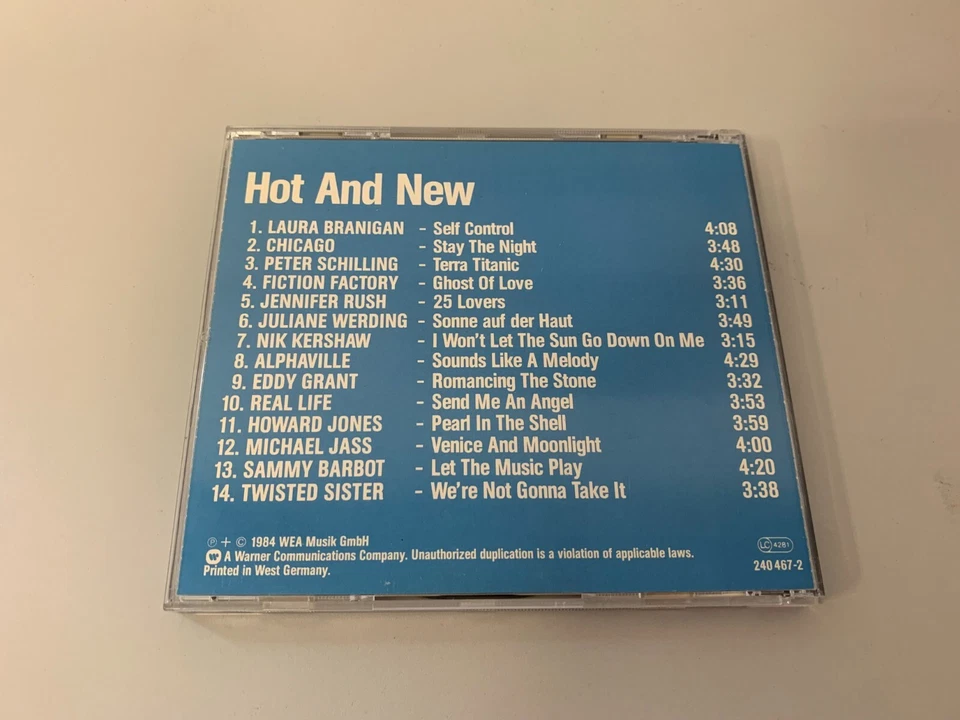 Hot And New
1. LAURA BRANIGAN - Self Control 4:08
2. CHICAGO - Stay The Night 3:48
3. PETER SCHILLING - Terra Titanic 4:30
4. FICTION FACTORY - Ghost Of Love 3:36
5. JENNIFER RUSH - 25 Lovers 3:11
6. JULIANE WERDING - Sonne auf der Haut 3:49
7. NIK KERSHAW - I Won't Let The Sun Go Down On Me 3:15
8. ALPHAVILLE - Sounds Like A Melody 4:29
9. EDDY GRANT - Romancing The Stone 3:32
10. REAL LIFE - Send Me An Angel 3:53
11. HOWARD JONES - Pearl In The Shell 3:59
12. MICHAEL JASS - Venice And Moonlight 4:00
13. SAMMY BARBOT - Let The Music Play 4:20
14. TWISTED SISTER - We're Not Gonna Take It 3:38
℗ + © 1984 WEA Musik GmbH
A Warner Communications Company. Unauthorized duplication is a violation of applicable laws.
Printed in West Germany.
LC 4281
240 467-2